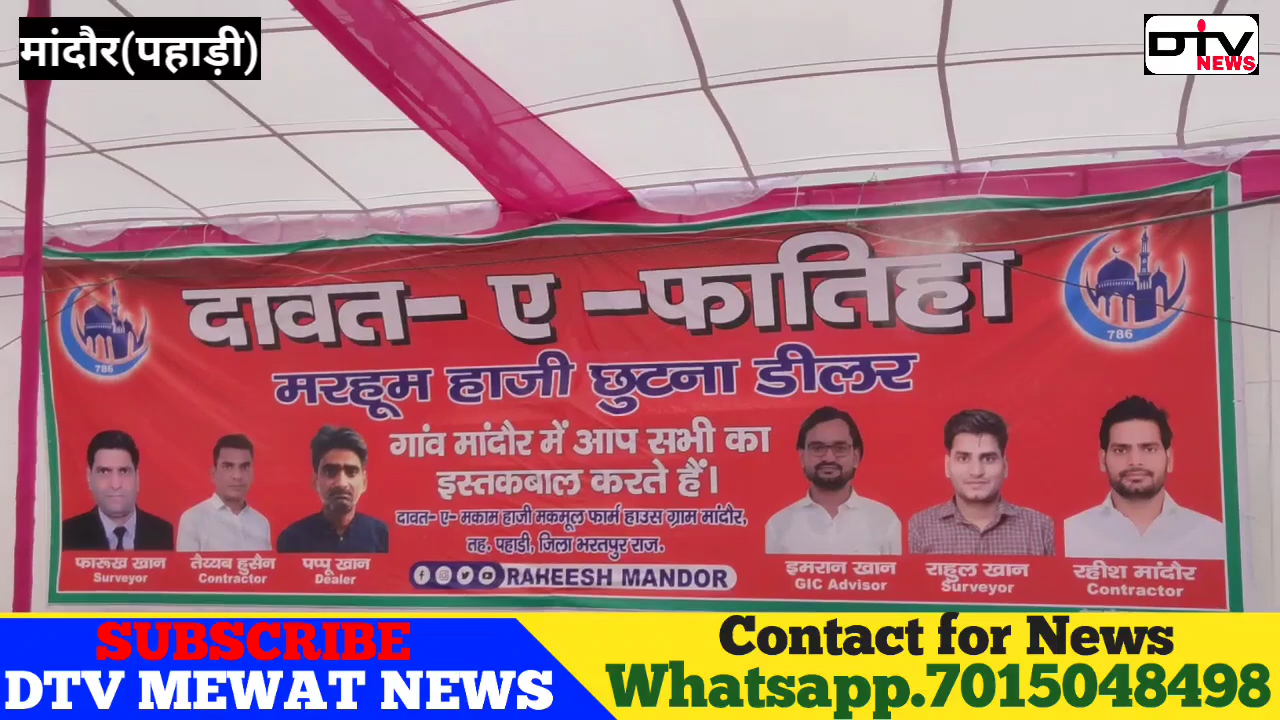 मांदौर(पहाड़ी)
DTV
NEWS
दावत- ए -फातिहा
786
786
मरहूम हाजी छुटना डीलर
गांव मांदौर में आप सभी का
इस्तकबाल करते हैं।
दावत- ए- मकाम हाजी मकमूल फार्म हाउस ग्राम मांदौर,
तह. पहाड़ी, जिला भरतपुर राज.
RAHEESH MANDOR
फारुख खान
Surveyor
तैय्यब हुसैन
Contractor
पप्पू खान
Dealer
इमरान खान
GIC Advisor
राहुल खान
Surveyor
रहीश मांदौर
Contractor
SUBSCRIBE
DTV MEWAT NEWS
Contact for News
Whatsapp.7015048498